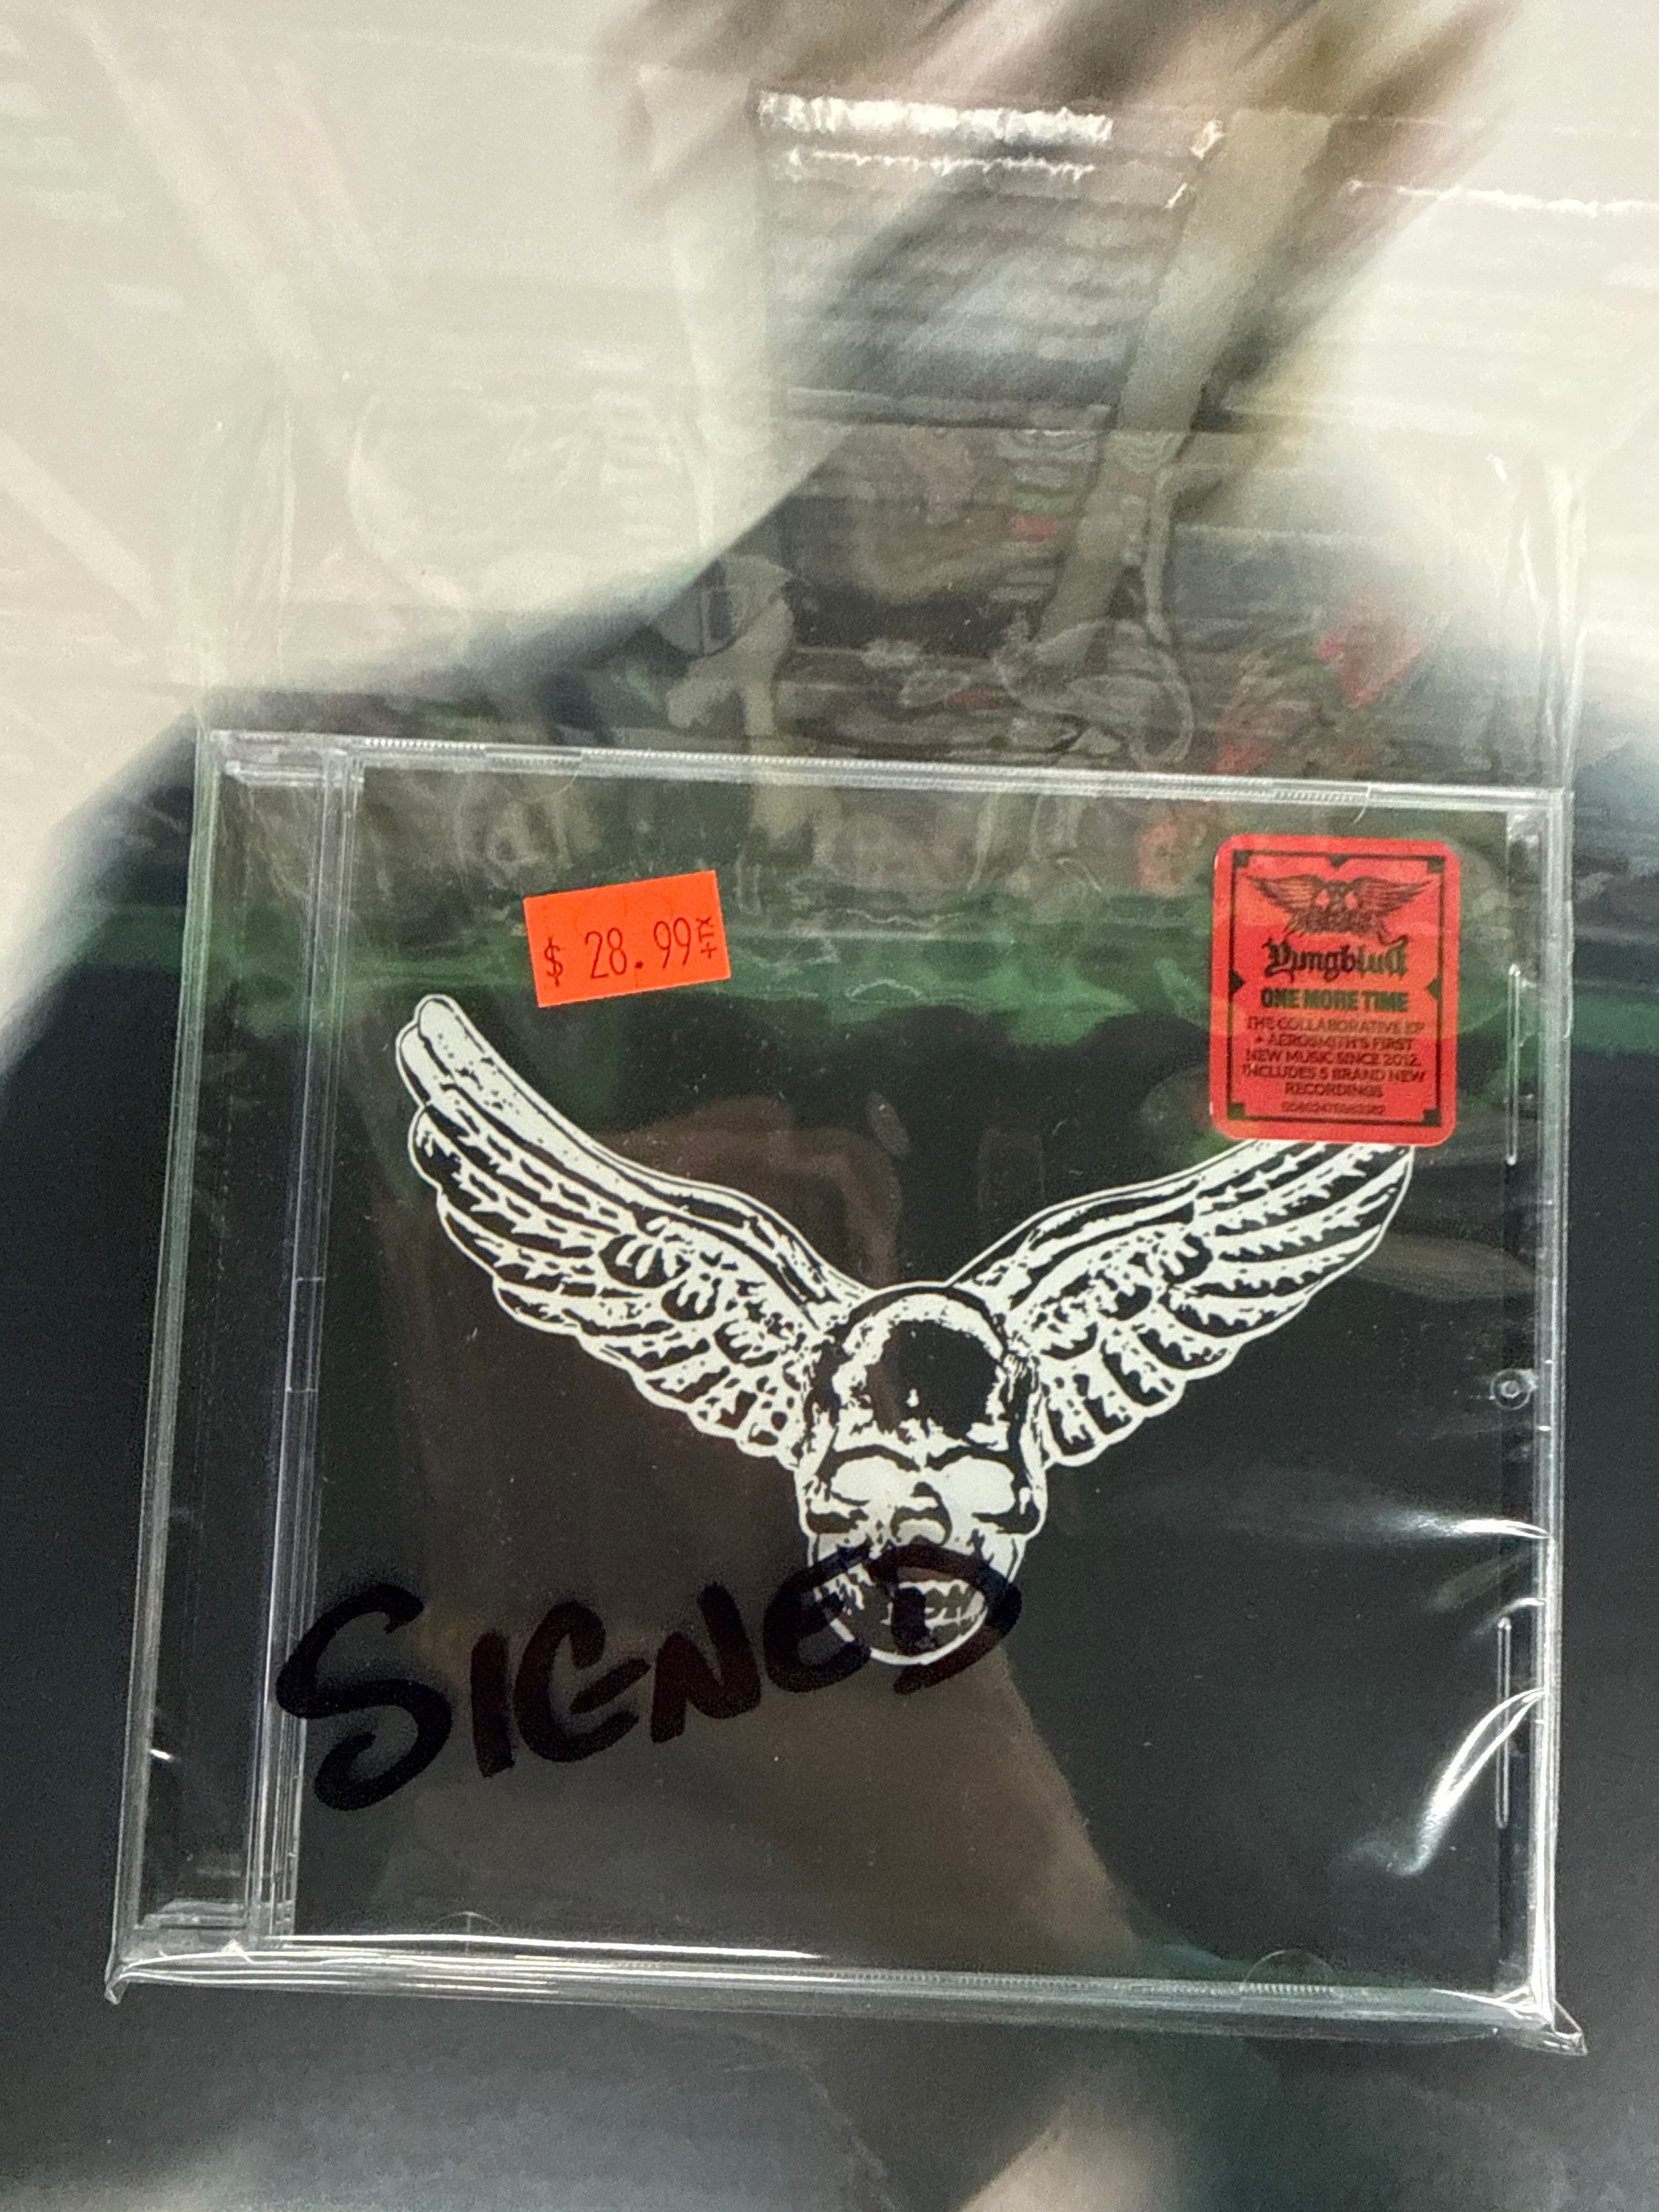 $ 28.99 +TX
Yungblud
ONE MORE TIME
THE COLLABORATIVE EP
+ AEROSMITH'S FIRST
NEW MUSIC SINCE 2012.
INCLUDES 5 BRAND NEW
RECORDINGS
SIGNED